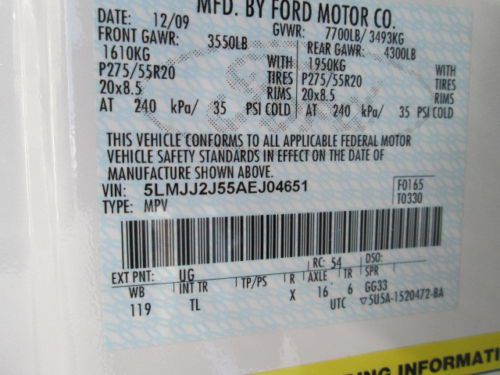 MFD. BY FORD MOTOR CO.
DATE: 12/09 GVWR: 7700LB/ 3493KG
FRONT GAWR: 3550LB REAR GAWR: 4300LB
1610KG WITH 1950KG WITH
P275/55R20 TIRES P275/55R20 TIRES
20x8.5 RIMS 20x8.5 RIMS
AT 240 kPa/ 35 PSI COLD AT 240 kPa/ 35 PSI COLD
THIS VEHICLE CONFORMS TO ALL APPLICABLE FEDERAL MOTOR
VEHICLE SAFETY STANDARDS IN EFFECT ON THE DATE OF
MANUFACTURE SHOWN ABOVE.
VIN: 5LMJJ2J55AEJ04651 F0165
TYPE: MPV T0330
EXT PNT: UG RC: 54 DSO:
WB INT TR TP/PS R AXLE TR SPR
119 TL X 16 6 GG33
UTC ▽5U5A-1520472-BA
ING INFORMATI